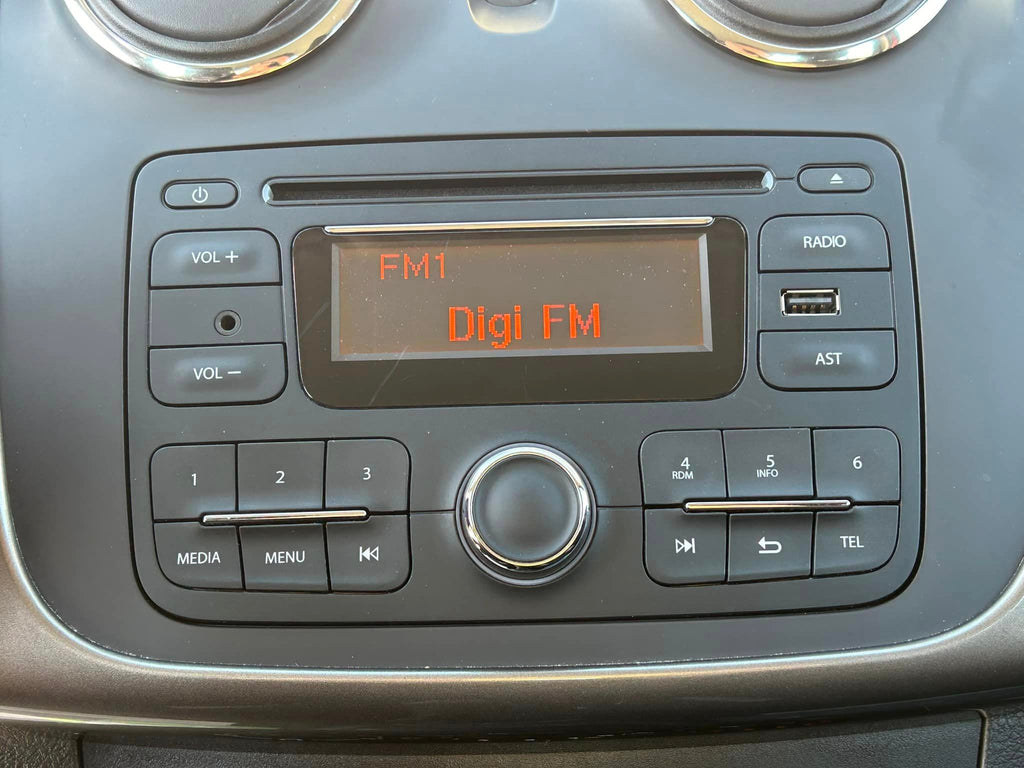 VOL +
RADIO
FM1
Digi FM
VOL −
AST
1
2
3
4
RDM
5
INFO
6
MEDIA
MENU
TEL